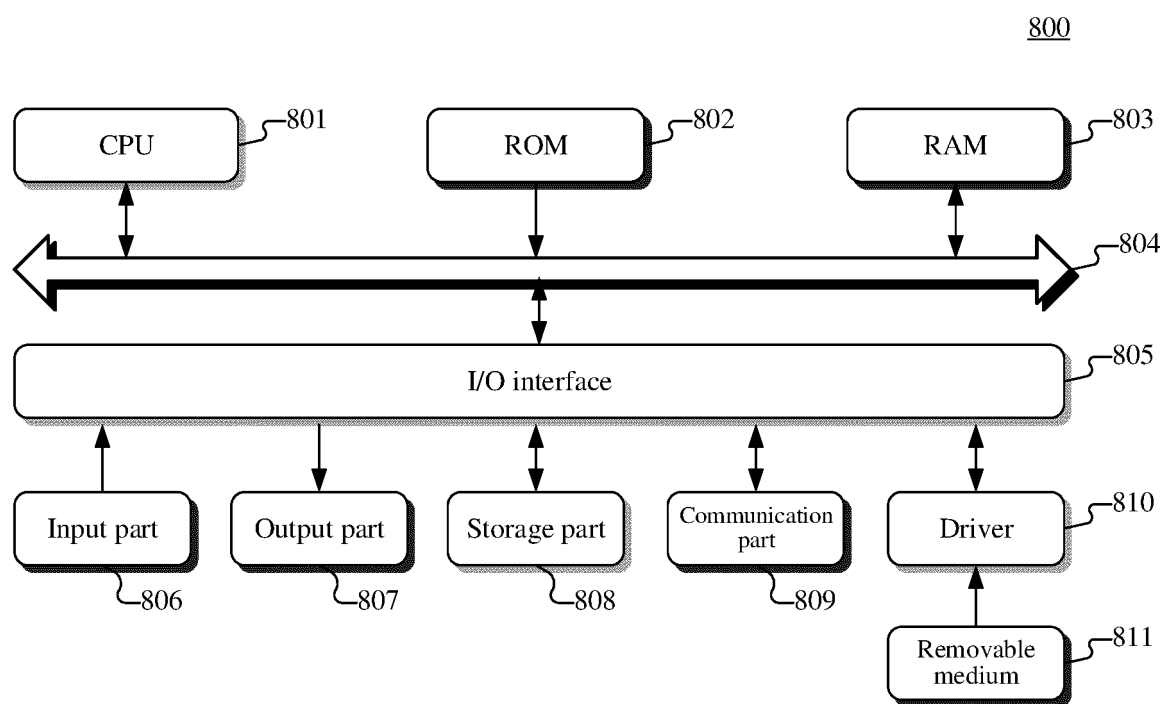 800
CPU
801
ROM
802
RAM
803
804
I/O interface
805
Input part
Output part
Storage part
Communication
part
Driver
810
806
807
808
809
Removable
medium
811